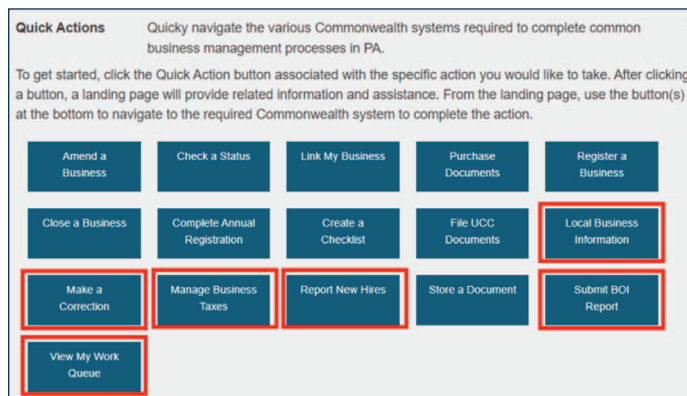 Quick Actions Quicky navigate the various Commonwealth systems required to complete common
business management processes in PA.
To get started, click the Quick Action button associated with the specific action you would like to take. After clicking
a button, a landing page will provide related information and assistance. From the landing page, use the button(s)
at the bottom to navigate to the required Commonwealth system to complete the action.
Amend a
Business
Check a Status
Link My Business
Purchase
Documents
Register a
Business
Close a Business
Complete Annual
Registration
Create a
Checklist
File UCC
Documents
Local Business
Information
Make a
Correction
Manage Business
Taxes
Report New Hires
Store a Document
Submit BOI
Report
View My Work
Queue